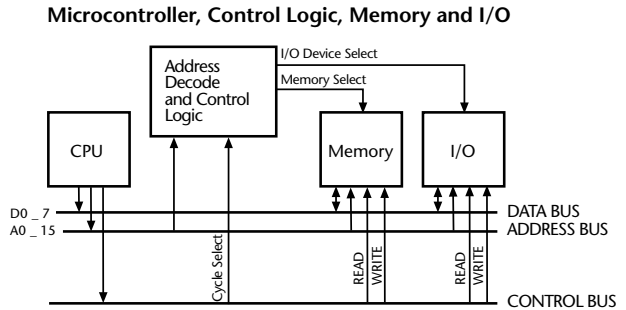 Microcontroller, Control Logic, Memory and I/O
I/O Device Select
Address
Decode
and Control
Logic
Memory Select
CPU
Memory
I/O
D0 _ 7
DATA BUS
A0 _ 15
ADDRESS BUS
Cycle Select
READ
WRITE
READ
WRITE
CONTROL BUS